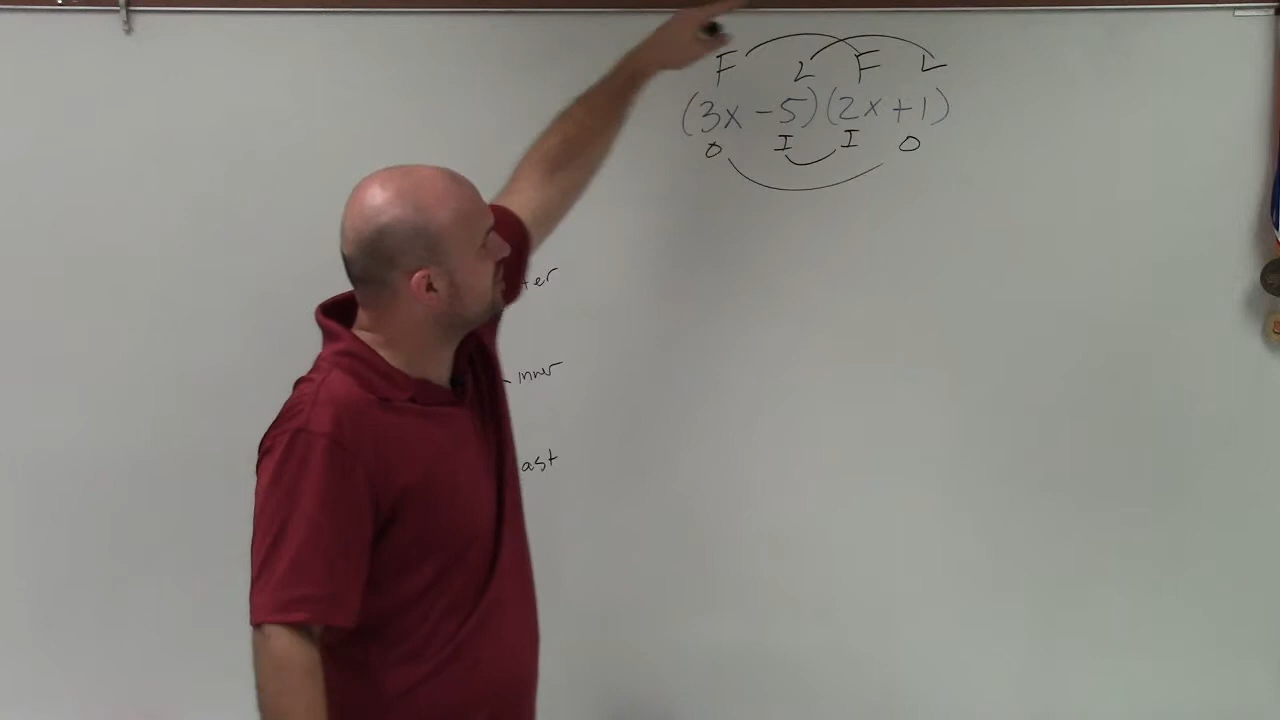 F L F L
(3x - 5)(2x + 1)
O I I O
ter
inner
ast